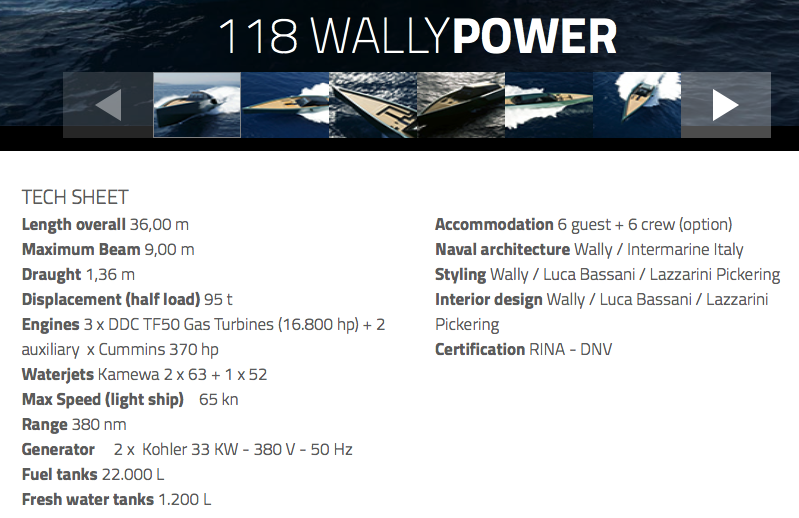 118 WALLYPOWER
TECH SHEET
Length overall 36,00 m
Maximum Beam 9,00 m
Draught 1,36 m
Displacement (half load) 95 t
Engines 3 x DDC TF50 Gas Turbines (16.800 hp) + 2
auxiliary x Cummins 370 hp
Waterjets Kamewa 2 x 63 + 1 x 52
Max Speed (light ship) 65 kn
Range 380 nm
Generator 2 x Kohler 33 KW - 380 V - 50 Hz
Fuel tanks 22.000 L
Fresh water tanks 1.200 L
Accommodation 6 guest + 6 crew (option)
Naval architecture Wally / Intermarine Italy
Styling Wally / Luca Bassani / Lazzarini Pickering
Interior design Wally / Luca Bassani / Lazzarini
Pickering
Certification RINA - DNV